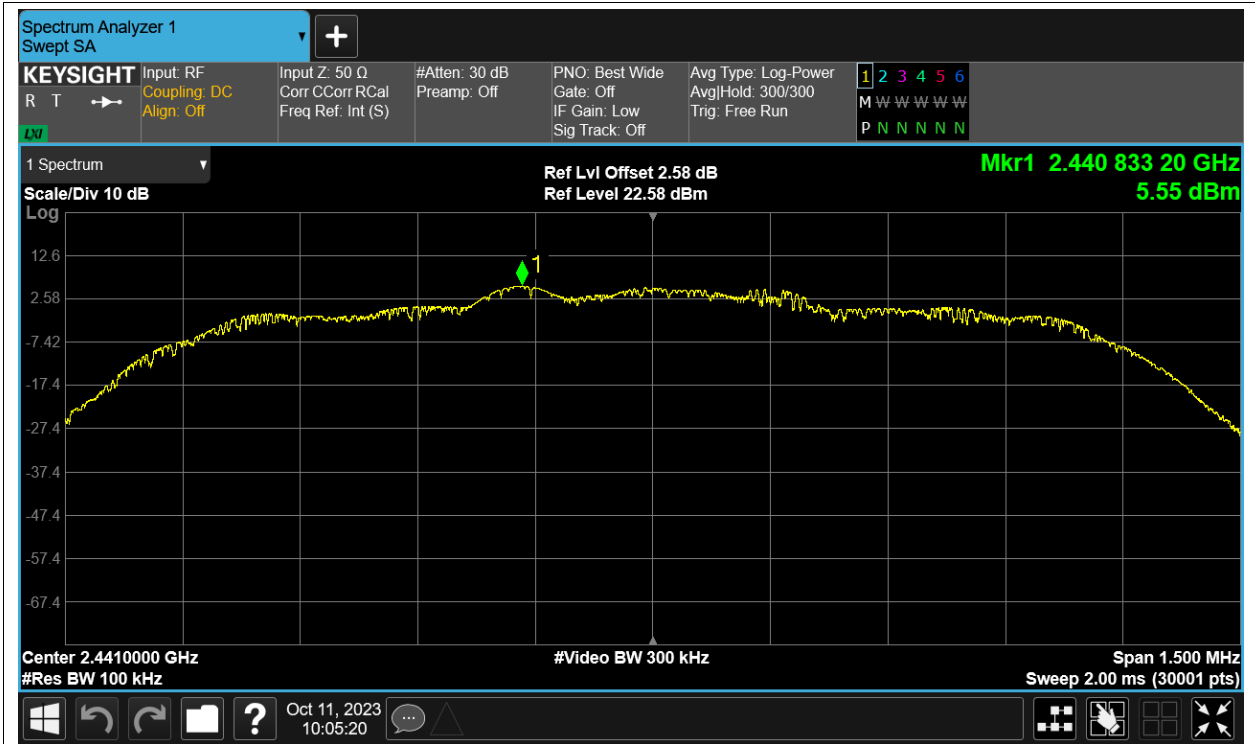 Spectrum Analyzer 1
Swept SA
+
KEYSIGHT
R T
LXI
Input: RF
Coupling: DC
Align: Off
Input Z: 50 Ω
Corr CCorr RCal
Freq Ref: Int (S)
#Atten: 30 dB
Preamp: Off
PNO: Best Wide
Gate: Off
IF Gain: Low
Sig Track: Off
Avg Type: Log-Power
Avg|Hold: 300/300
Trig: Free Run
1 2 3 4 5 6
M W W W W W
P N N N N N
1 Spectrum
Scale/Div 10 dB
Log
Ref Lvl Offset 2.58 dB
Ref Level 22.58 dBm
Mkr1 2.440 833 20 GHz
5.55 dBm
1
12.6
2.58
-7.42
-17.4
-27.4
-37.4
-47.4
-57.4
-67.4
Center 2.4410000 GHz
#Res BW 100 kHz
#Video BW 300 kHz
Span 1.500 MHz
Sweep 2.00 ms (30001 pts)
?
Oct 11, 2023
10:05:20